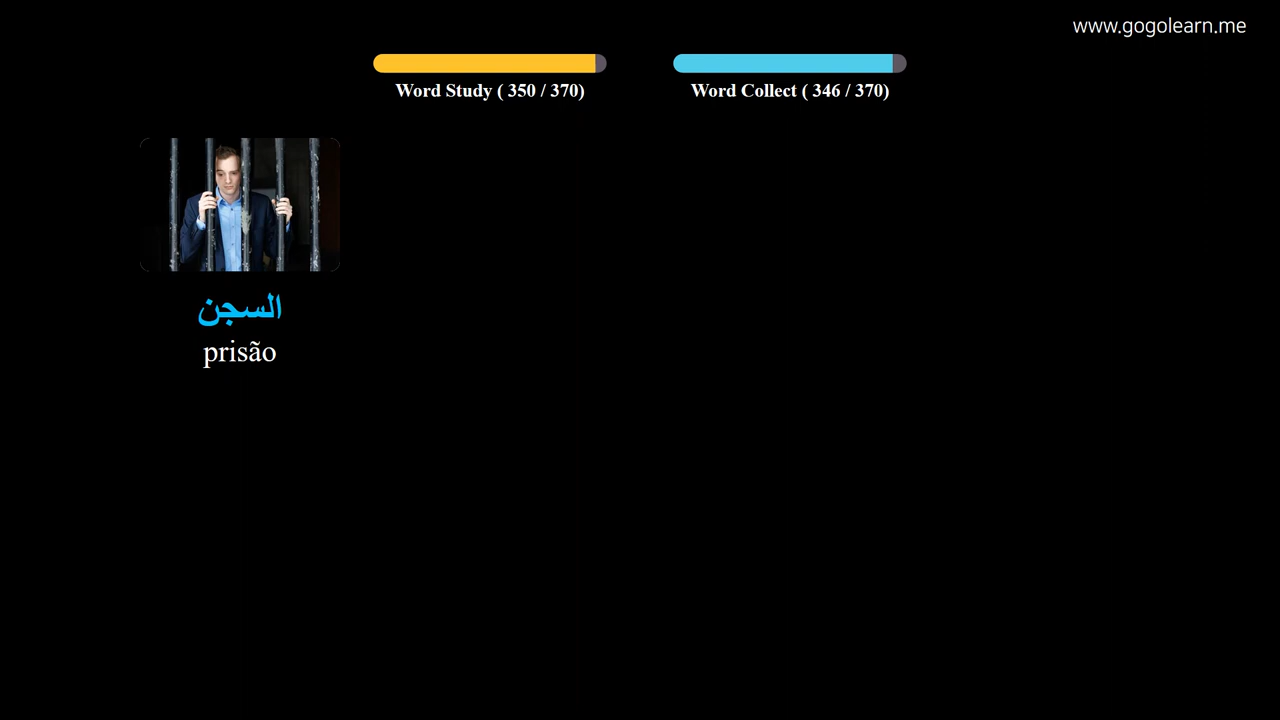 www.gogolearn.me
Word Study ( 350 / 370)
Word Collect ( 346 / 370)
السجن
prisão